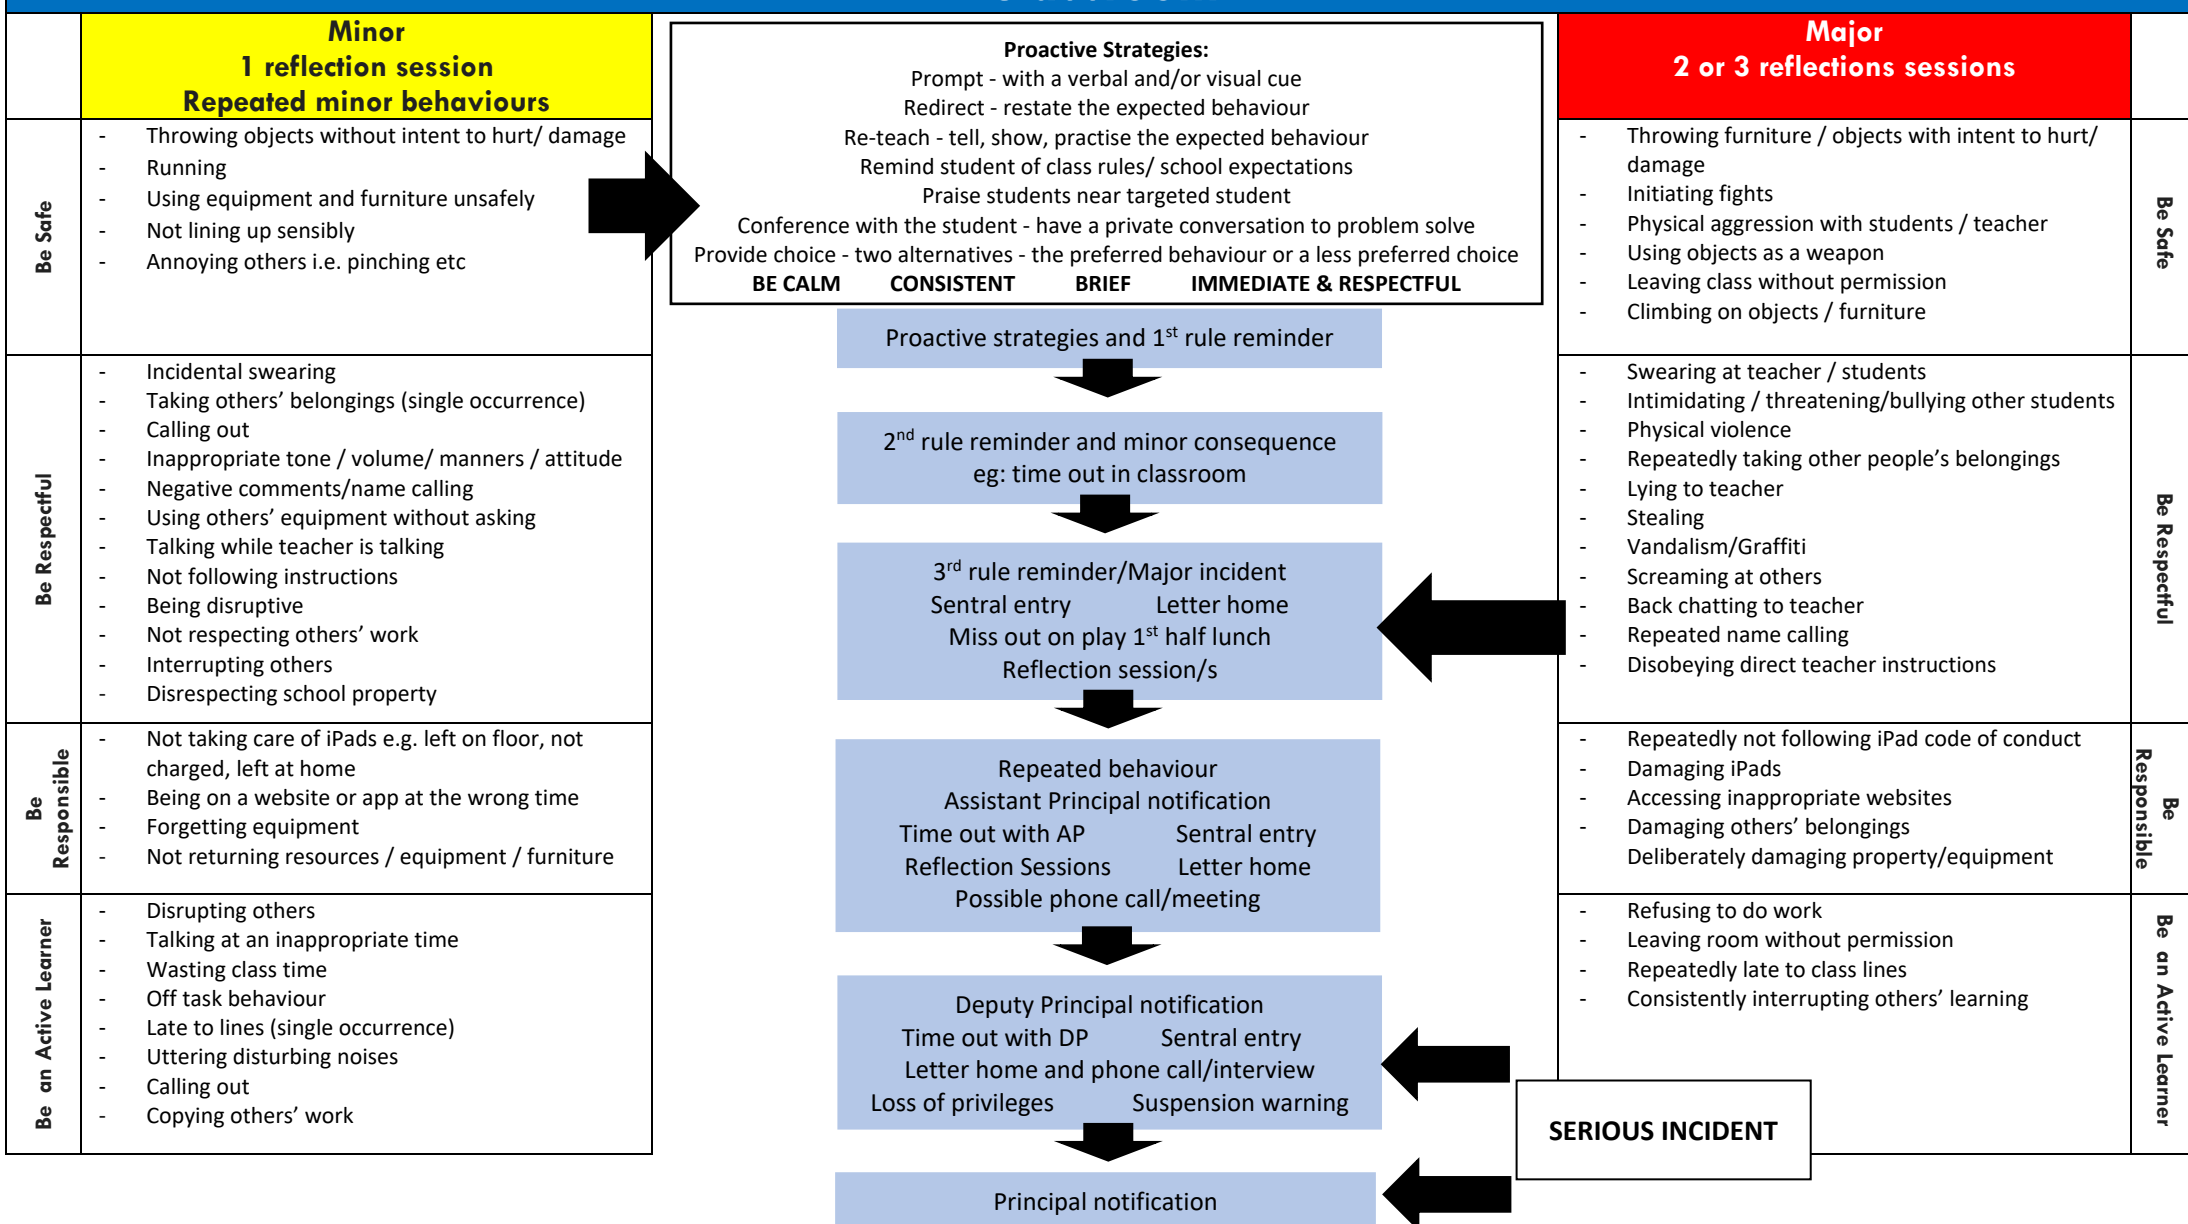 Minor
1 reflection session
Repeated minor behaviours
Be Safe
- Throwing objects without intent to hurt/ damage
- Running
- Using equipment and furniture unsafely
- Not lining up sensibly
- Annoying others i.e. pinching etc
Be Respectful
- Incidental swearing
- Taking others’ belongings (single occurrence)
- Calling out
- Inappropriate tone / volume/ manners / attitude
- Negative comments/name calling
- Using others’ equipment without asking
- Talking while teacher is talking
- Not following instructions
- Being disruptive
- Not respecting others’ work
- Interrupting others
- Disrespecting school property
Be
Responsible
- Not taking care of iPads e.g. left on floor, not
charged, left at home
- Being on a website or app at the wrong time
- Forgetting equipment
- Not returning resources / equipment / furniture
Be an Active Learner
- Disrupting others
- Talking at an inappropriate time
- Wasting class time
- Off task behaviour
- Late to lines (single occurrence)
- Uttering disturbing noises
- Calling out
- Copying others’ work
Proactive Strategies:
Prompt - with a verbal and/or visual cue
Redirect - restate the expected behaviour
Re-teach - tell, show, practise the expected behaviour
Remind student of class rules/ school expectations
Praise students near targeted student
Conference with the student - have a private conversation to problem solve
Provide choice - two alternatives - the preferred behaviour or a less preferred choice
BE CALM CONSISTENT BRIEF IMMEDIATE & RESPECTFUL
Proactive strategies and 1st rule reminder
2nd rule reminder and minor consequence
eg: time out in classroom
3rd rule reminder/Major incident
Sentral entry Letter home
Miss out on play 1st half lunch
Reflection session/s
Repeated behaviour
Assistant Principal notification
Time out with AP Sentral entry
Reflection Sessions Letter home
Possible phone call/meeting
Deputy Principal notification
Time out with DP Sentral entry
Letter home and phone call/interview
Loss of privileges Suspension warning
Principal notification
Major
2 or 3 reflections sessions
- Throwing furniture / objects with intent to hurt/
damage
- Initiating fights
- Physical aggression with students / teacher
- Using objects as a weapon
- Leaving class without permission
- Climbing on objects / furniture
Be Safe
- Swearing at teacher / students
- Intimidating / threatening/bullying other students
- Physical violence
- Repeatedly taking other people’s belongings
- Lying to teacher
- Stealing
- Vandalism/Graffiti
- Screaming at others
- Back chatting to teacher
- Repeated name calling
- Disobeying direct teacher instructions
Be Respectful
- Repeatedly not following iPad code of conduct
- Damaging iPads
- Accessing inappropriate websites
- Damaging others’ belongings
Deliberately damaging property/equipment
Be
Responsible
- Refusing to do work
- Leaving room without permission
- Repeatedly late to class lines
- Consistently interrupting others’ learning
Be an Active Learner
SERIOUS INCIDENT